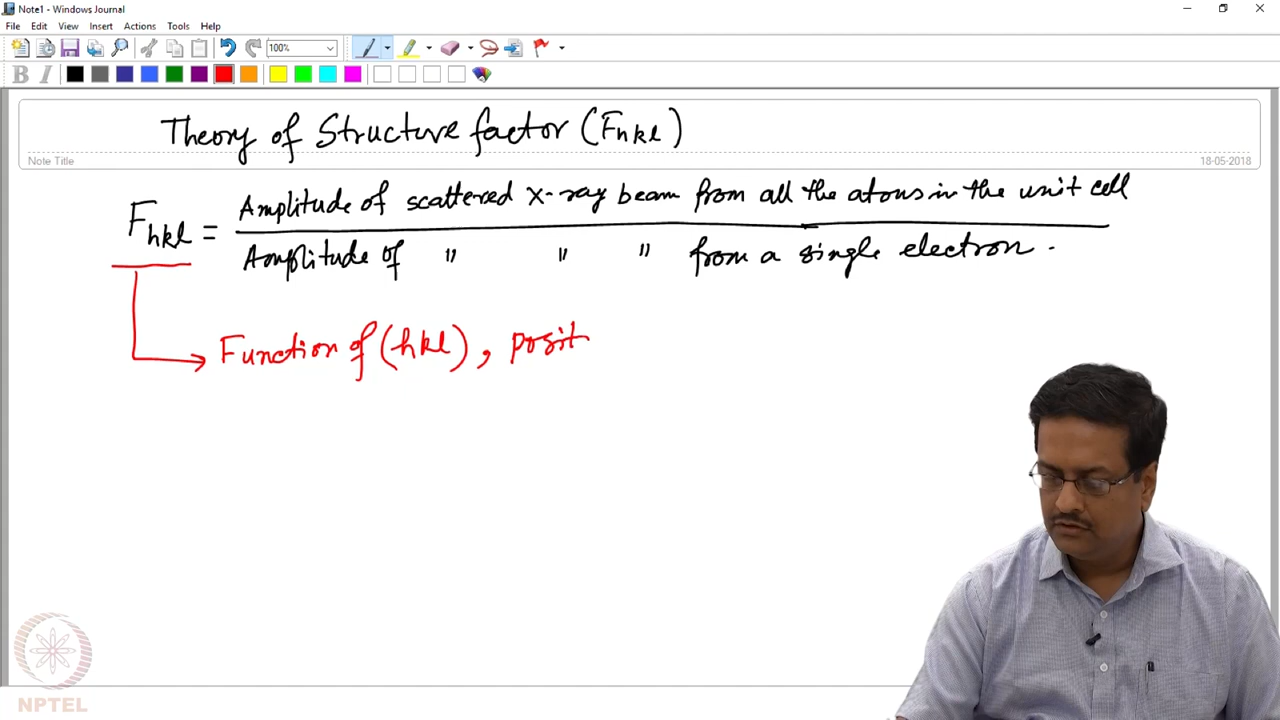 Note1 - Windows Journal
File Edit View Insert Actions Tools Help
100%
B I
Theory of Structure factor (Fhkl)
Note Title
18-05-2018
Fhkl = Amplitude of scattered X-ray beam from all the atoms in the unit cell
Amplitude of " " " from a single electron.
Function of (hkl), posit
NPTEL